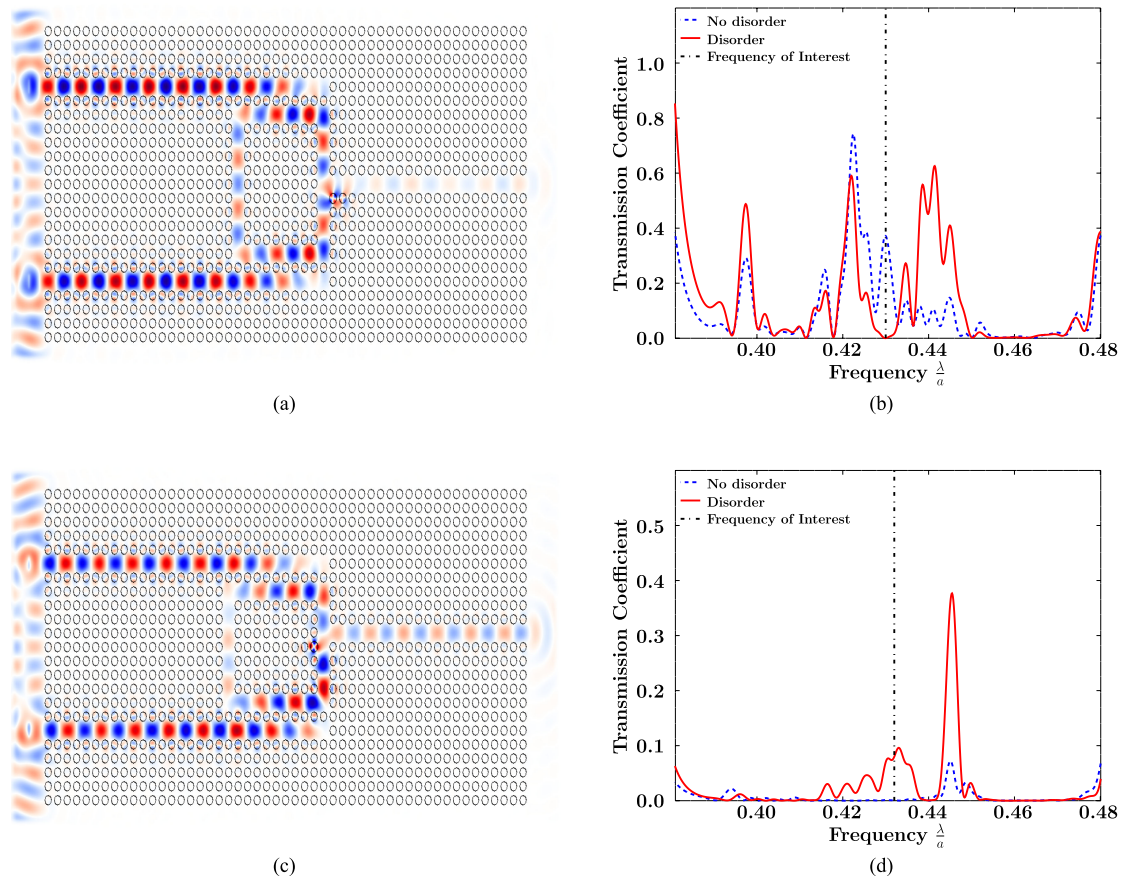 No disorder
Disorder
Frequency of Interest
Transmission Coefficient
1.0
0.8
0.6
0.4
0.2
0.0
0.40 0.42 0.44 0.46 0.48
Frequency λ/a
(a) (b)
No disorder
Disorder
Frequency of Interest
Transmission Coefficient
0.5
0.4
0.3
0.2
0.1
0.0
0.40 0.42 0.44 0.46 0.48
Frequency λ/a
(c) (d)